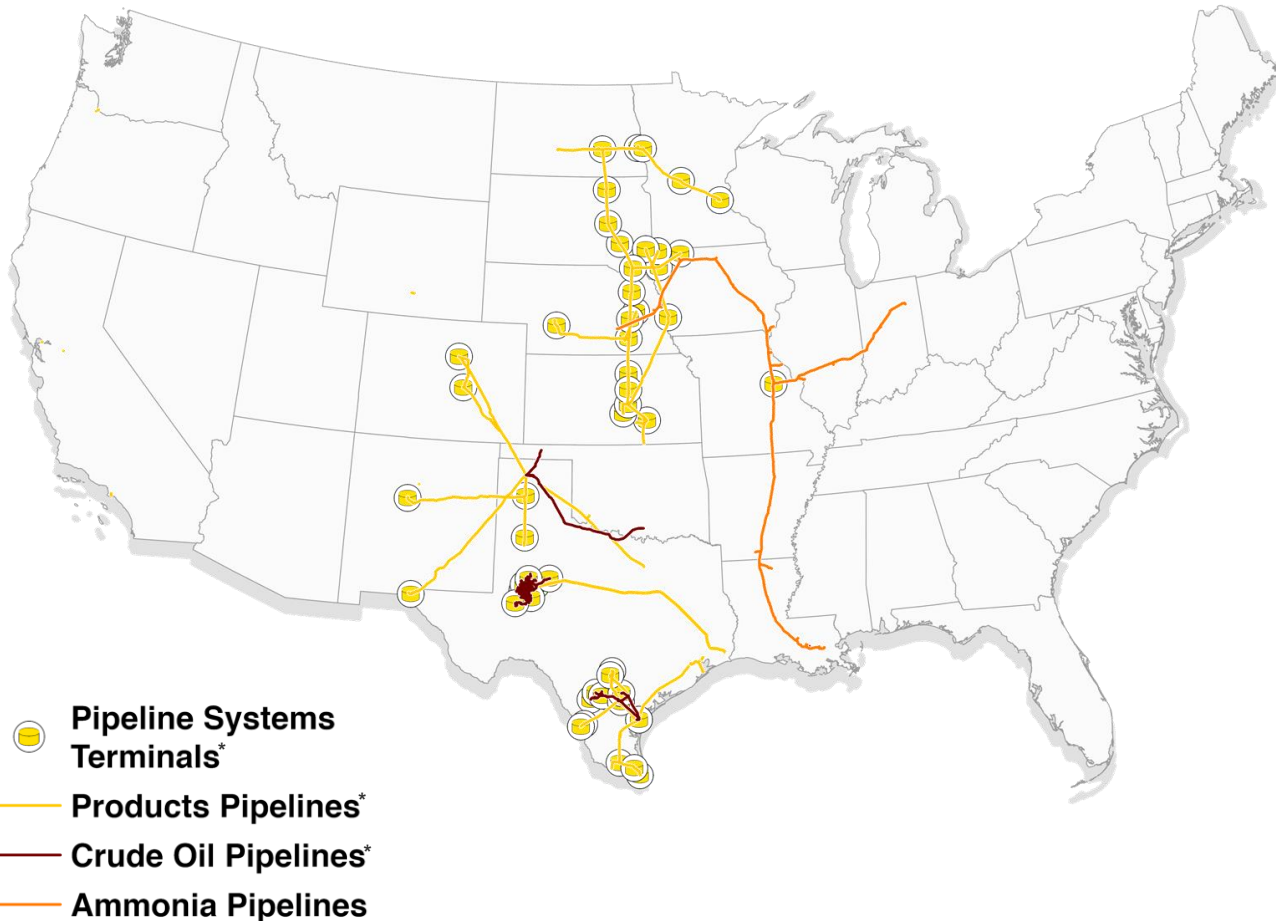 Pipeline Systems
Terminals*
Products Pipelines*
Crude Oil Pipelines*
Ammonia Pipelines